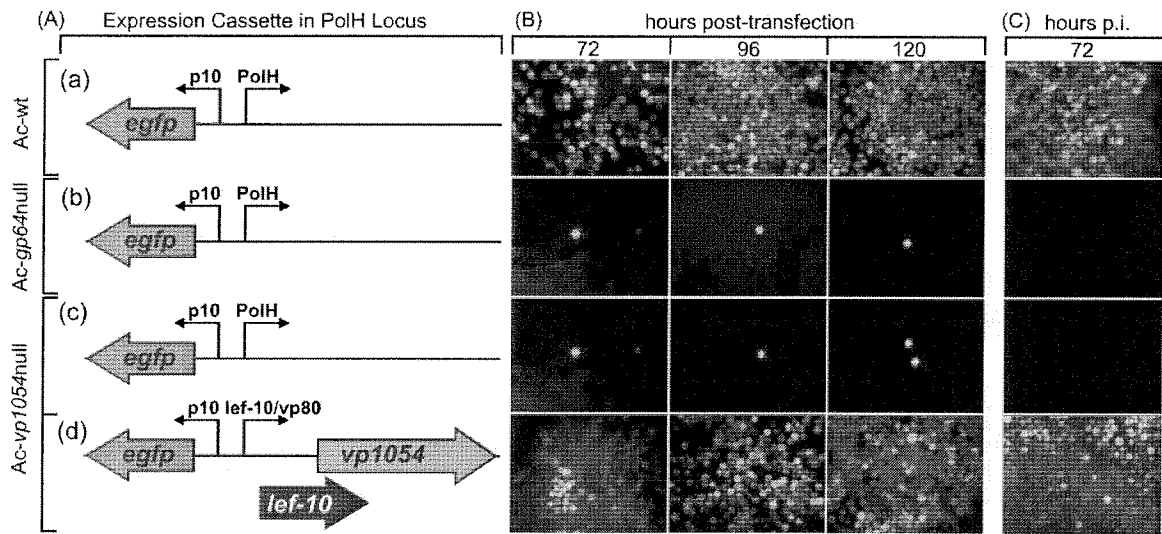 (A) Expression Cassette in PolH Locus
(B) hours post-transfection
(C) hours p.i.
72 96 120
72
Ac-wt
(a)
p10 PolH
egfp
Ac-gp64null
(b)
p10 PolH
egfp
Ac-vp1054null
(c)
p10 PolH
egfp
(d)
p10 lef-10/vp80
egfp
vp1054
lef-10